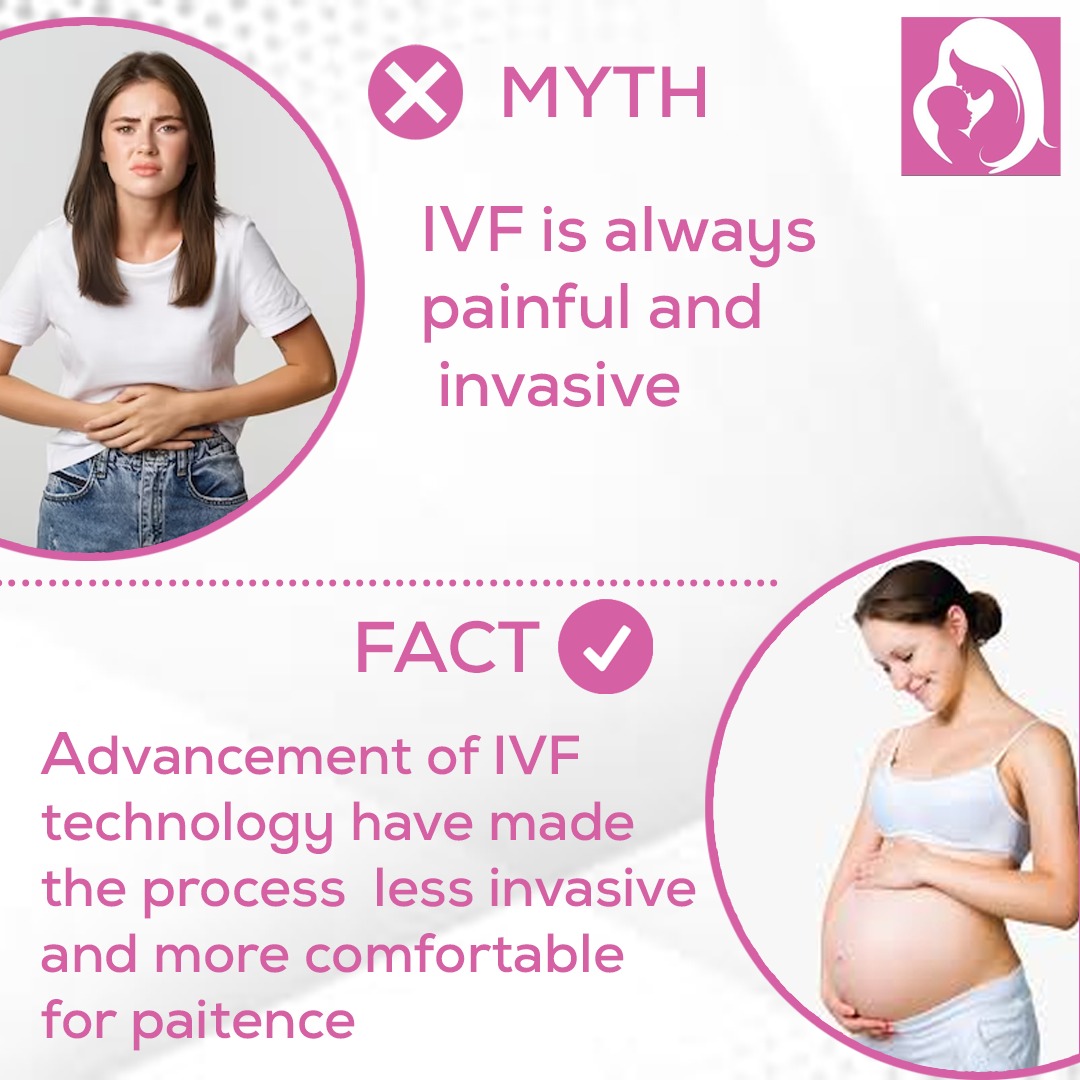 MYTH
IVF is always
painful and
invasive
FACT
Advancement of IVF
technology have made
the process less invasive
and more comfortable
for paitence